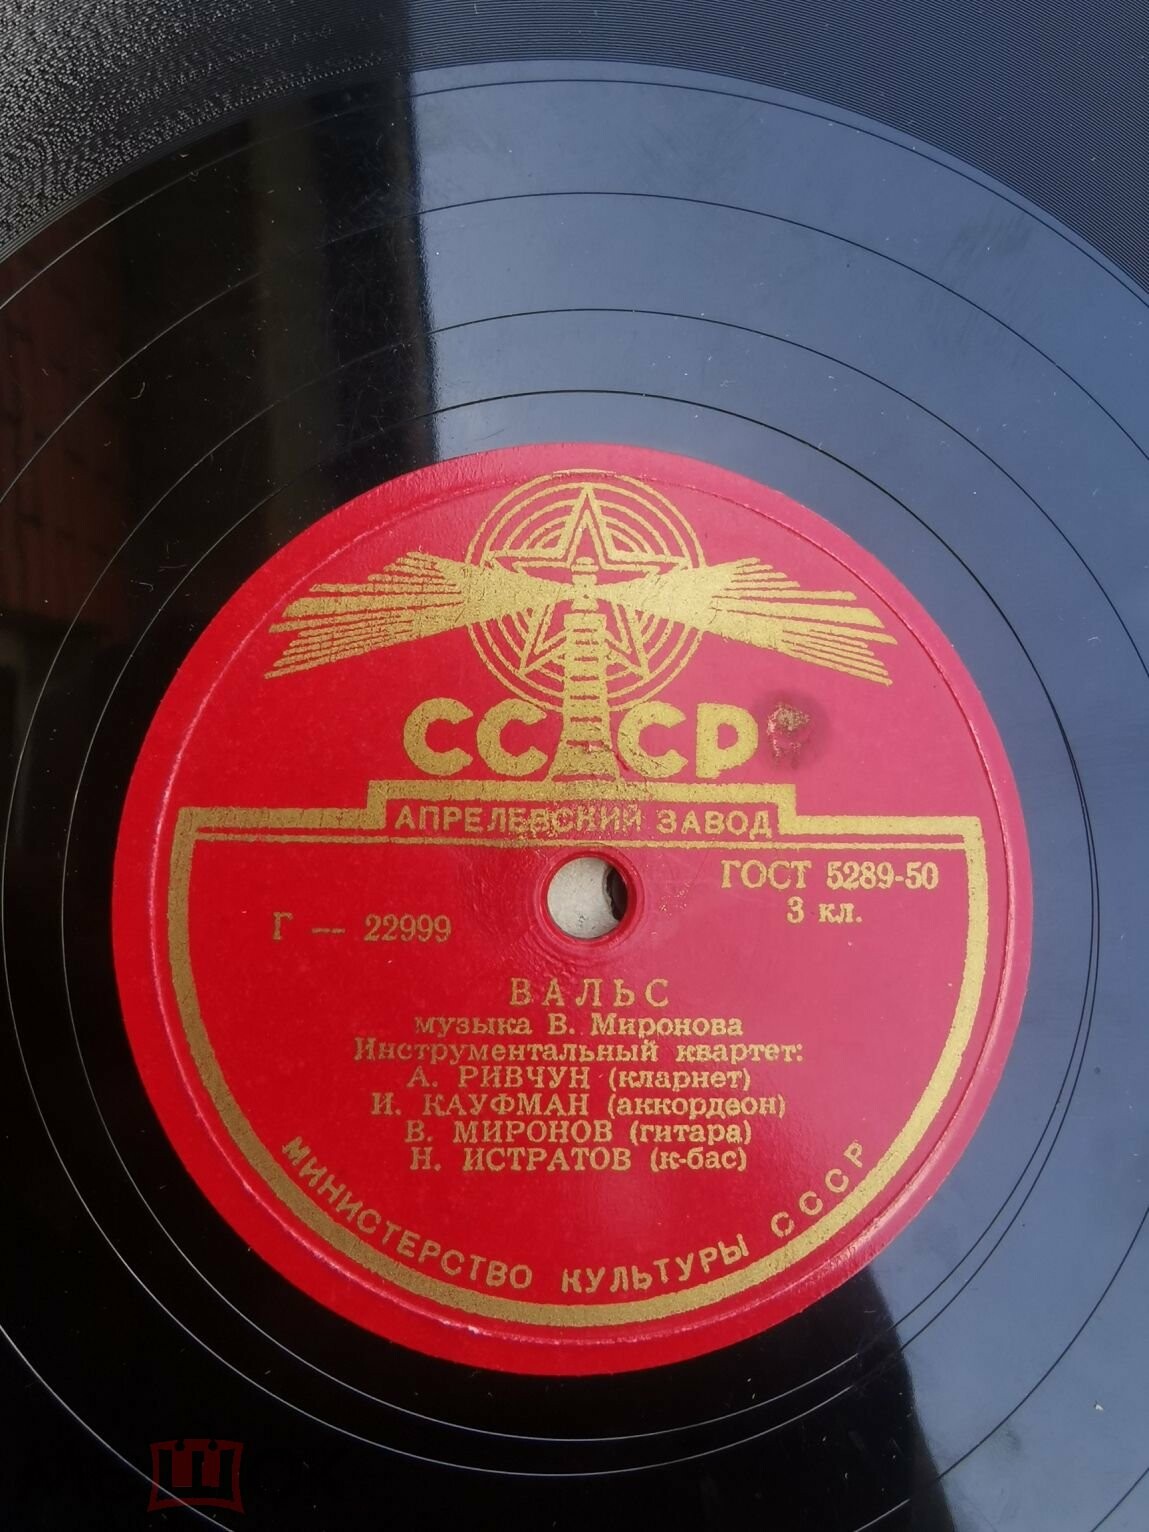 СССР
АПРЕЛЕВСКИЙ ЗАВОД
ГОСТ 5289-50
3 кл.
Г — 22999
ВАЛЬС
музыка В. Миронова
Инструментальный квартет:
А. РИВЧУН (кларнет)
И. КАУФМАН (аккордеон)
В. МИРОНОВ (гитара)
Н. ИСТРАТОВ (к-бас)
МИНИСТЕРСТВО КУЛЬТУРЫ СССР
Ш